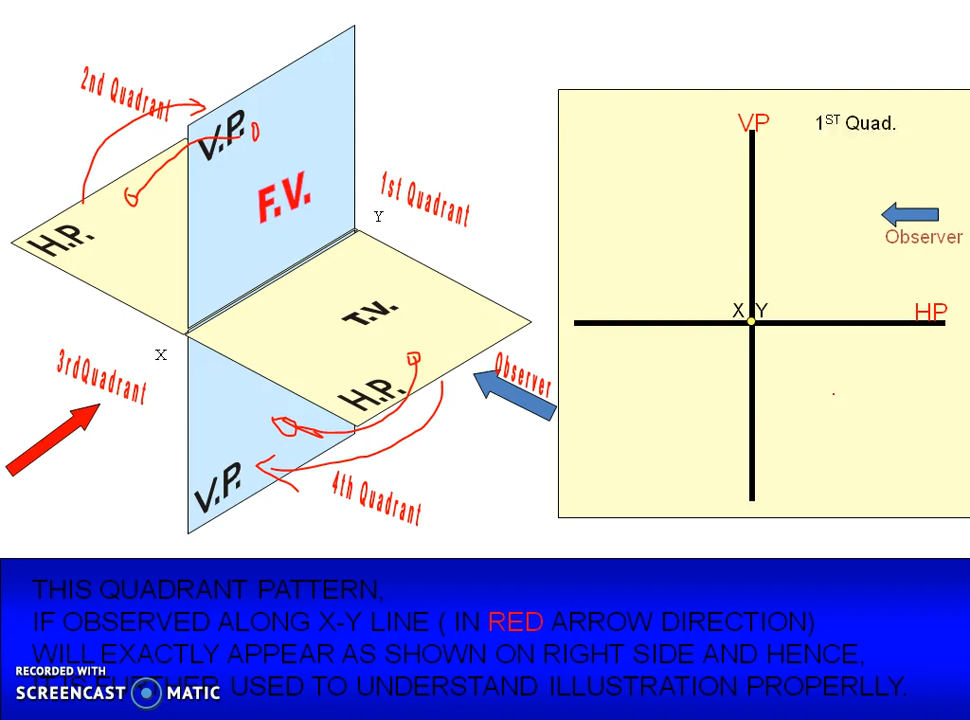 2nd Quadrant
V.P.
F.V.
1st Quadrant
Y
H.P.
T.V.
X
3rdQuadrant
H.P.
Observer
V.P.
4th Quadrant
VP
1ST Quad.
Observer
X Y
HP
THIS QUADRANT PATTERN,
IF OBSERVED ALONG X-Y LINE ( IN RED ARROW DIRECTION)
WILL EXACTLY APPEAR AS SHOWN ON RIGHT SIDE AND HENCE,
RECORDED WITH
SCREENCAST MATIC
USED TO UNDERSTAND ILLUSTRATION PROPERLLY.